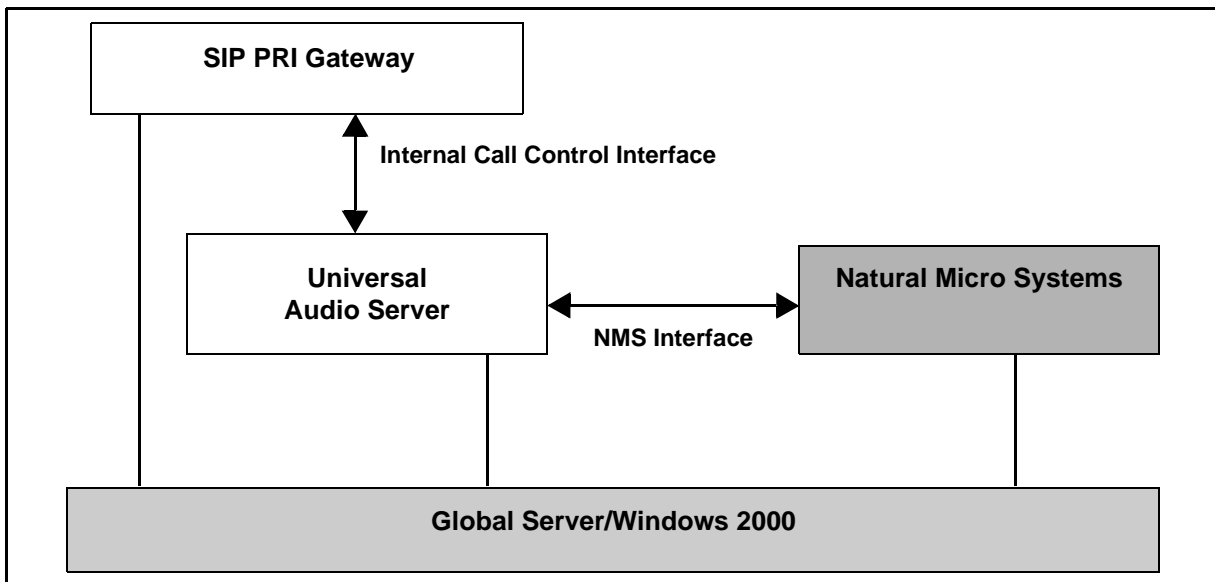 SIP PRI Gateway
Internal Call Control Interface
Universal
Audio Server
Natural Micro Systems
NMS Interface
Global Server/Windows 2000